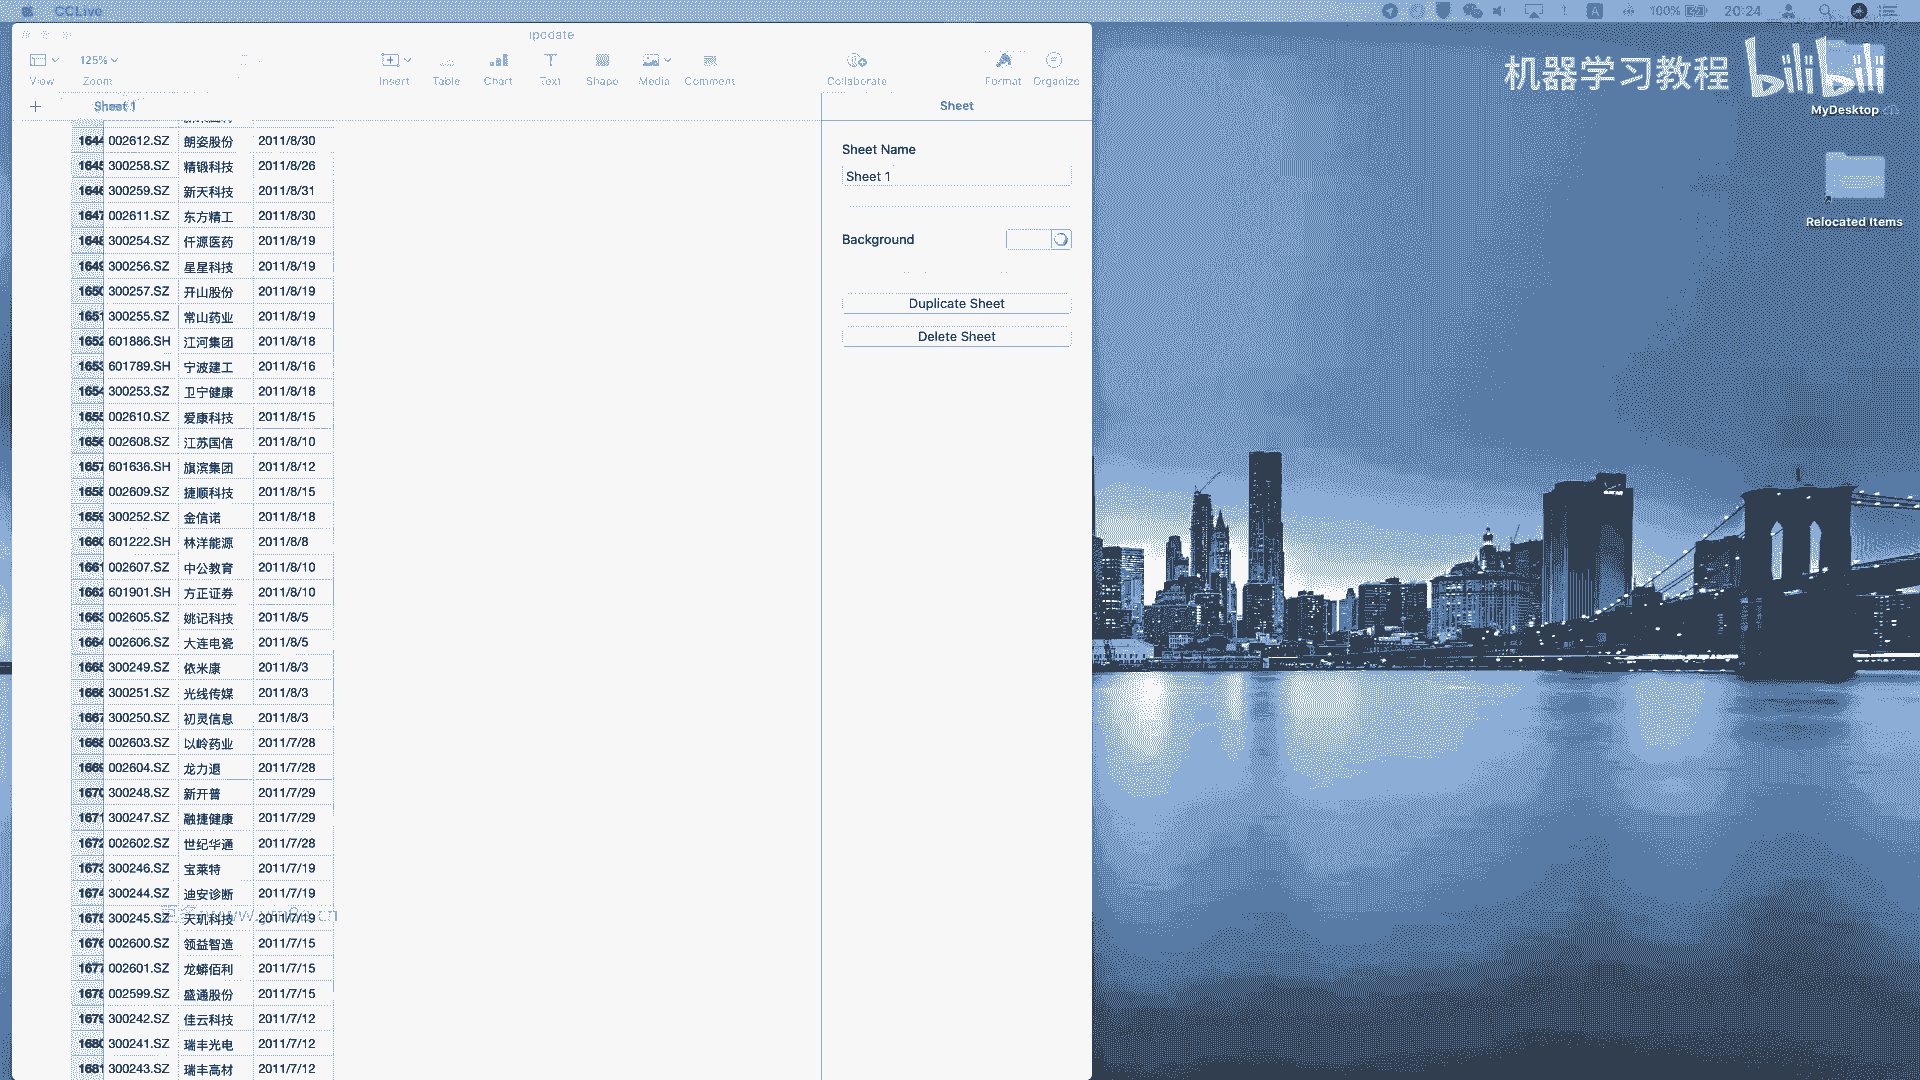 CCLive
100%
20:24
ipodate
125%
View
Zoom
Insert
Table
Chart
Text
Shape
Media
Comment
Collaborate
Format
Organize
Sheet 1
Sheet
1644 002612.SZ 朗姿股份 2011/8/30
1645 300258.SZ 精锻科技 2011/8/26
1646 300259.SZ 新天科技 2011/8/31
1647 002611.SZ 东方精工 2011/8/30
1648 300254.SZ 仟源医药 2011/8/19
1649 300256.SZ 星星科技 2011/8/19
1650 300257.SZ 开山股份 2011/8/19
1651 300255.SZ 常山药业 2011/8/19
1652 601886.SH 江河集团 2011/8/18
1653 601789.SH 宁波建工 2011/8/16
1654 300253.SZ 卫宁健康 2011/8/18
1655 002610.SZ 爱康科技 2011/8/15
1656 002608.SZ 江苏国信 2011/8/10
1657 601636.SH 旗滨集团 2011/8/12
1658 002609.SZ 捷顺科技 2011/8/15
1659 300252.SZ 金信诺 2011/8/18
1660 601222.SH 林洋能源 2011/8/8
1661 002607.SZ 中公教育 2011/8/10
1662 601901.SH 方正证券 2011/8/10
1663 002605.SZ 姚记科技 2011/8/5
1664 002606.SZ 大连电瓷 2011/8/5
1665 300249.SZ 依米康 2011/8/3
1666 300251.SZ 光线传媒 2011/8/3
1667 300250.SZ 初灵信息 2011/8/3
1668 002603.SZ 以岭药业 2011/7/28
1669 002604.SZ 龙力退 2011/7/28
1670 300248.SZ 新开普 2011/7/29
1671 300247.SZ 融捷健康 2011/7/29
1672 002602.SZ 世纪华通 2011/7/28
1673 300246.SZ 宝莱特 2011/7/19
1674 300244.SZ 迪安诊断 2011/7/19
1675 300245.SZ 天玑科技 2011/7/19
1676 002600.SZ 领益智造 2011/7/15
1677 002601.SZ 龙蟒佰利 2011/7/15
1678 002599.SZ 盛通股份 2011/7/15
1679 300242.SZ 佳云科技 2011/7/12
1680 300241.SZ 瑞丰光电 2011/7/12
1681 300243.SZ 瑞丰高材 2011/7/12
Sheet Name
Sheet 1
Background
Duplicate Sheet
Delete Sheet
机器学习教程 bilibili
MyDesktop
Relocated Items